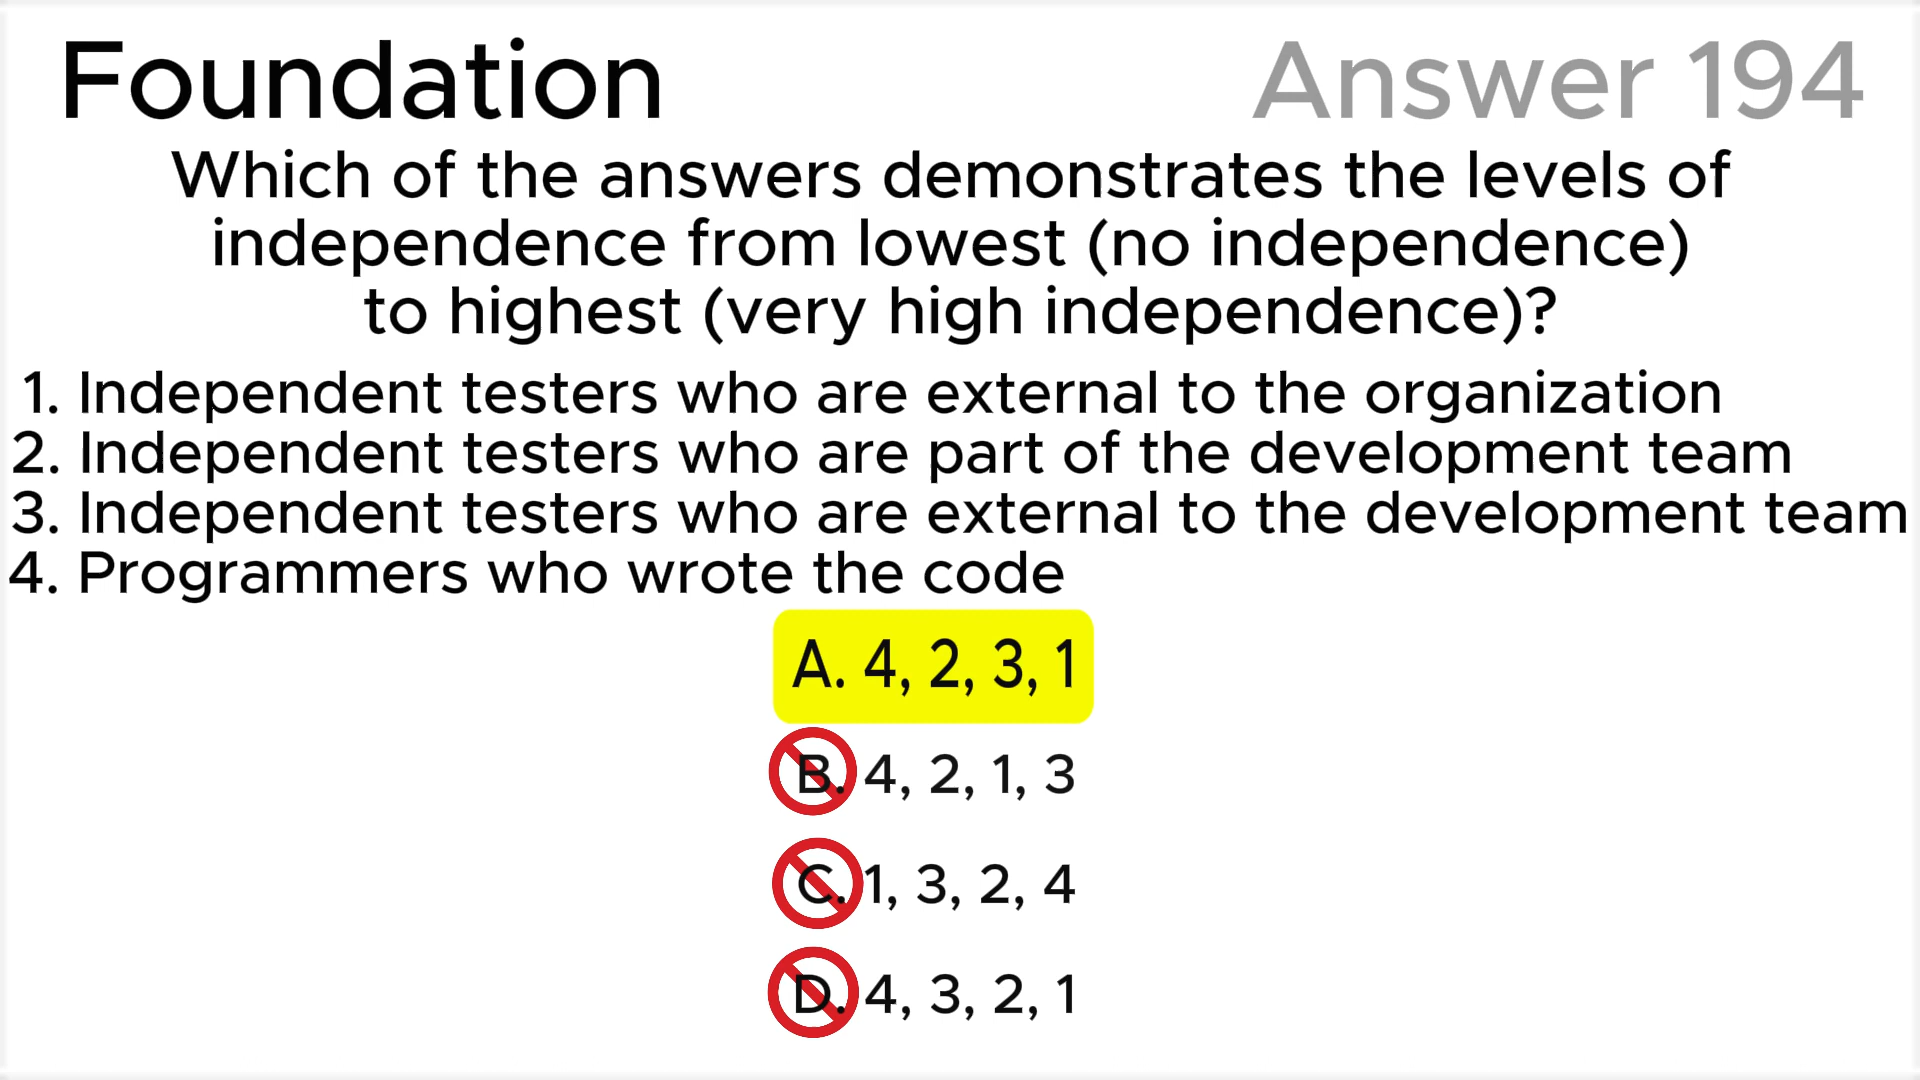 Foundation
Answer 194
Which of the answers demonstrates the levels of
independence from lowest (no independence)
to highest (very high independence)?
1. Independent testers who are external to the organization
2. Independent testers who are part of the development team
3. Independent testers who are external to the development team
4. Programmers who wrote the code
A. 4, 2, 3, 1
B. 4, 2, 1, 3
C. 1, 3, 2, 4
D. 4, 3, 2, 1